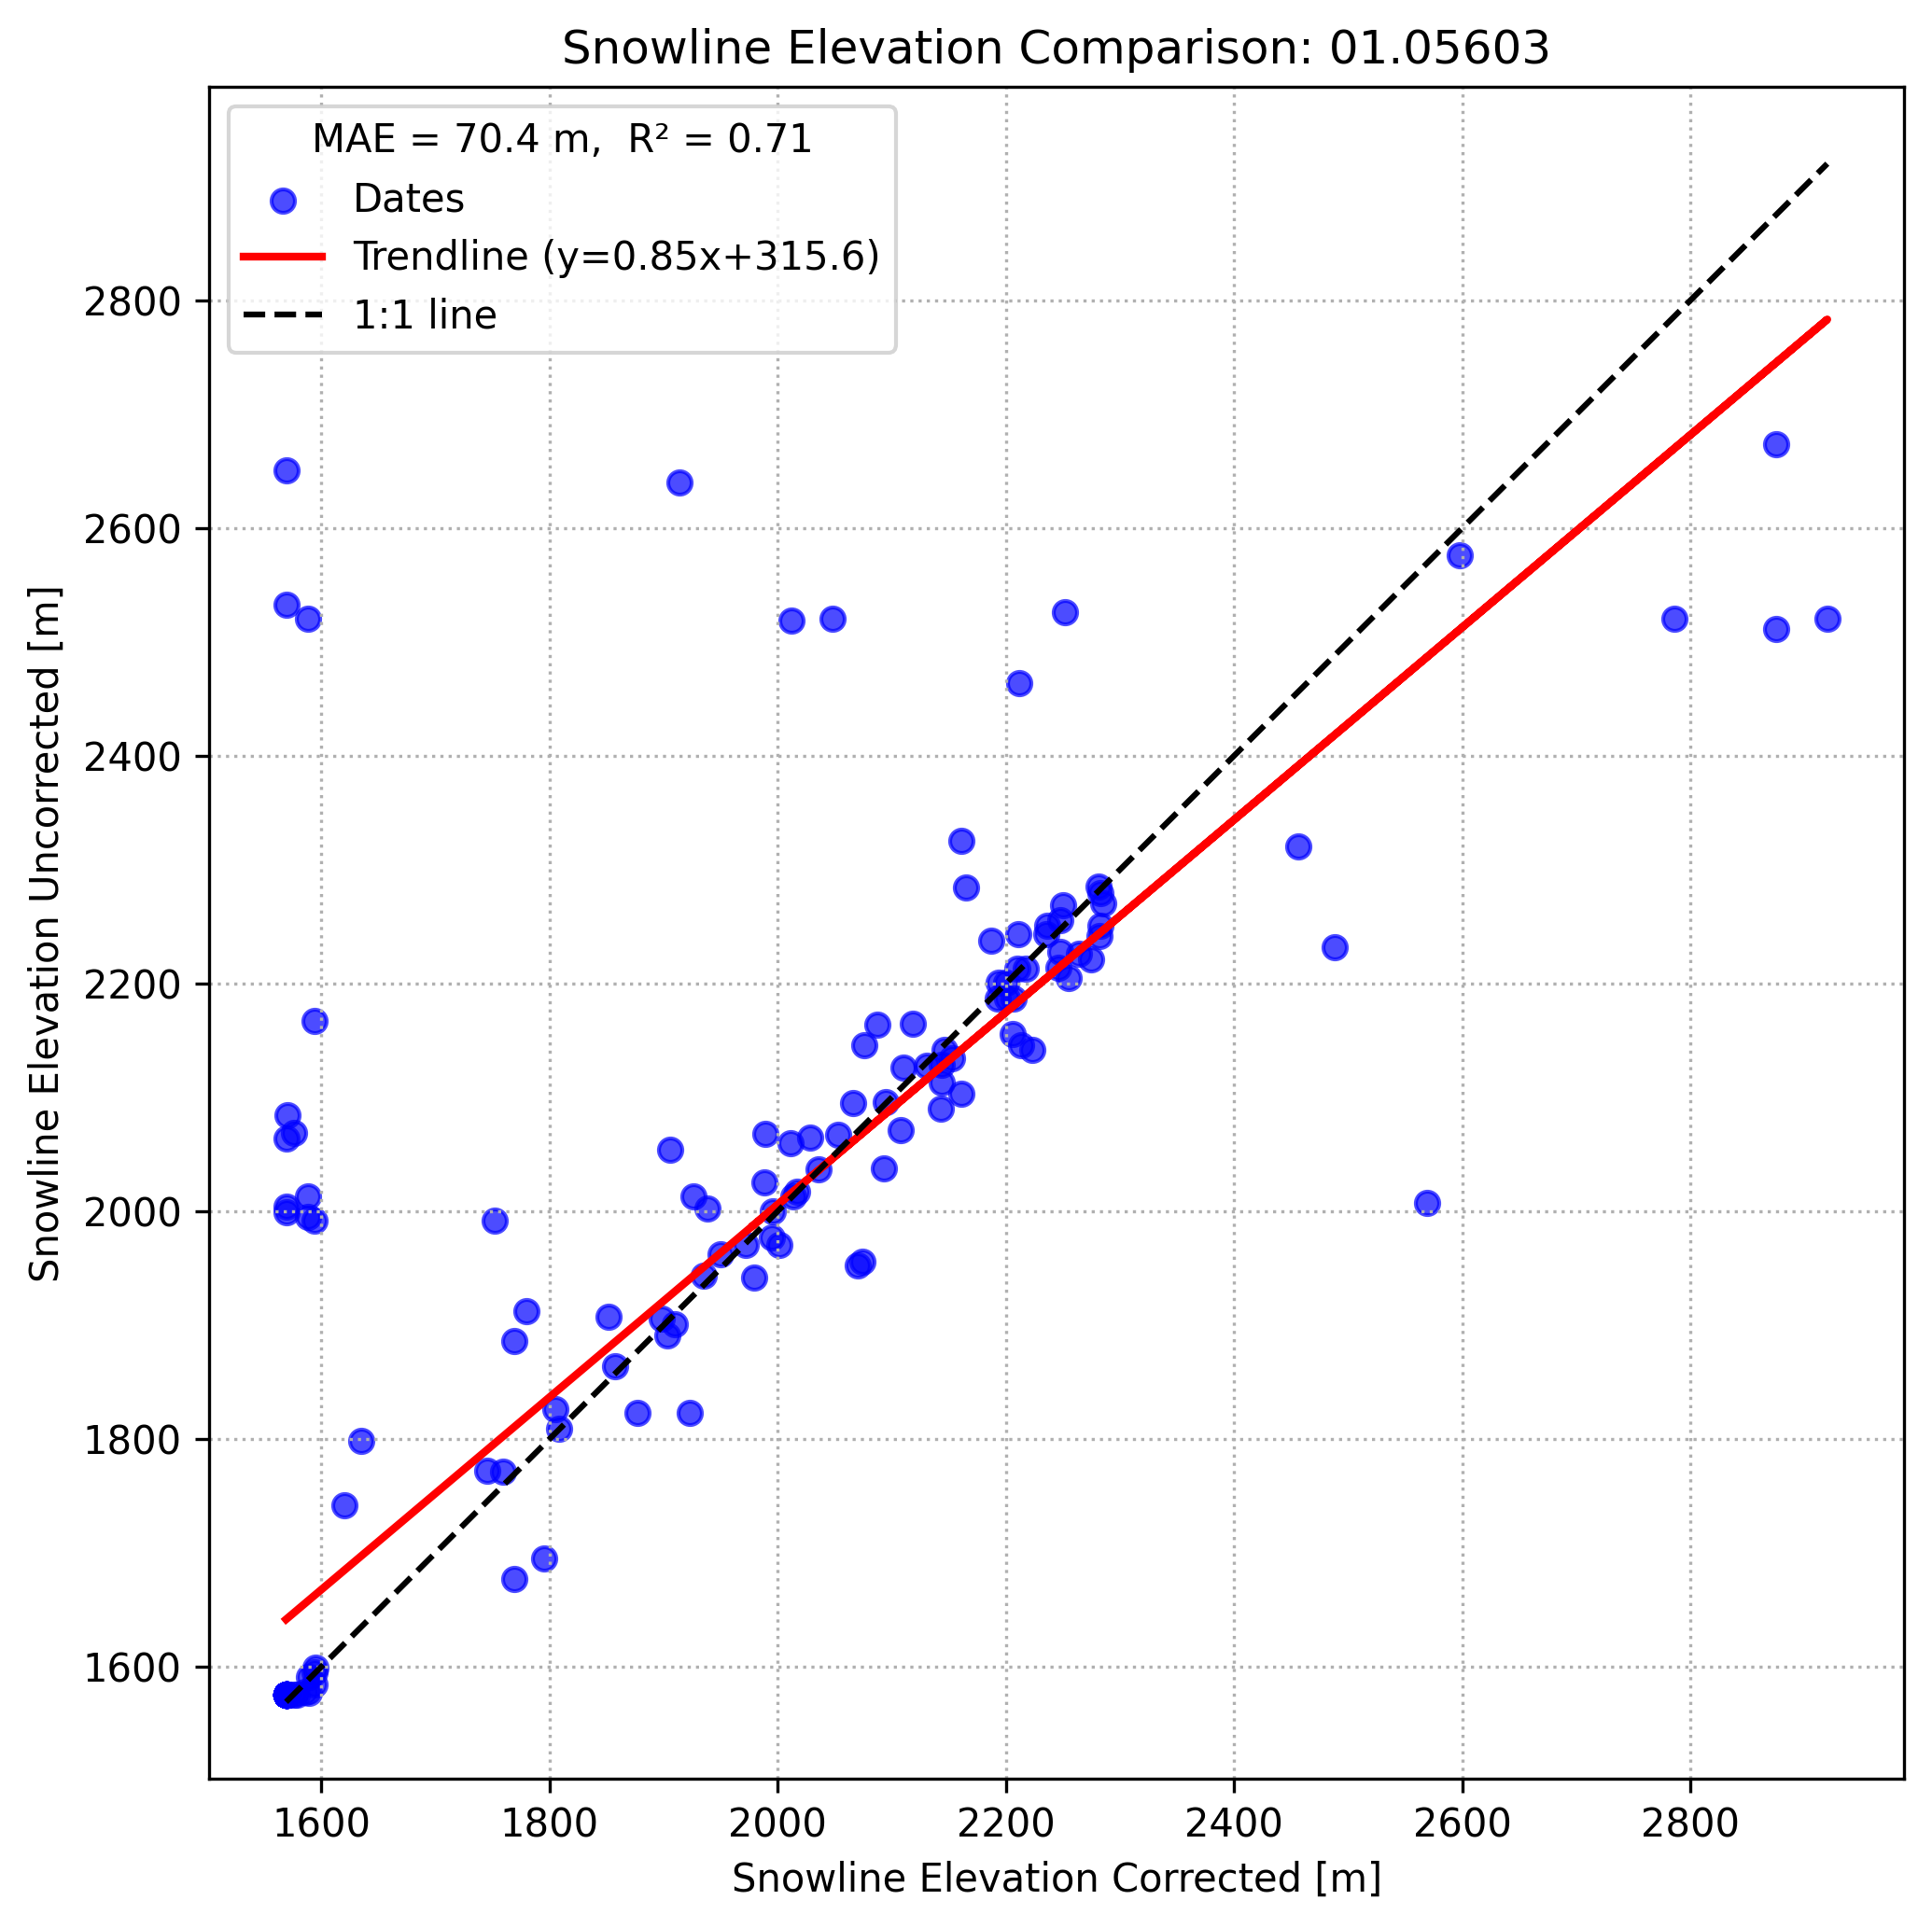 Snowline Elevation Comparison: 01.05603
MAE = 70.4 m,  R² = 0.71
Dates
Trendline (y=0.85x+315.6)
1:1 line
Snowline Elevation Uncorrected [m]
2800
2600
2400
2200
2000
1800
1600
1600 1800 2000 2200 2400 2600 2800
Snowline Elevation Corrected [m]